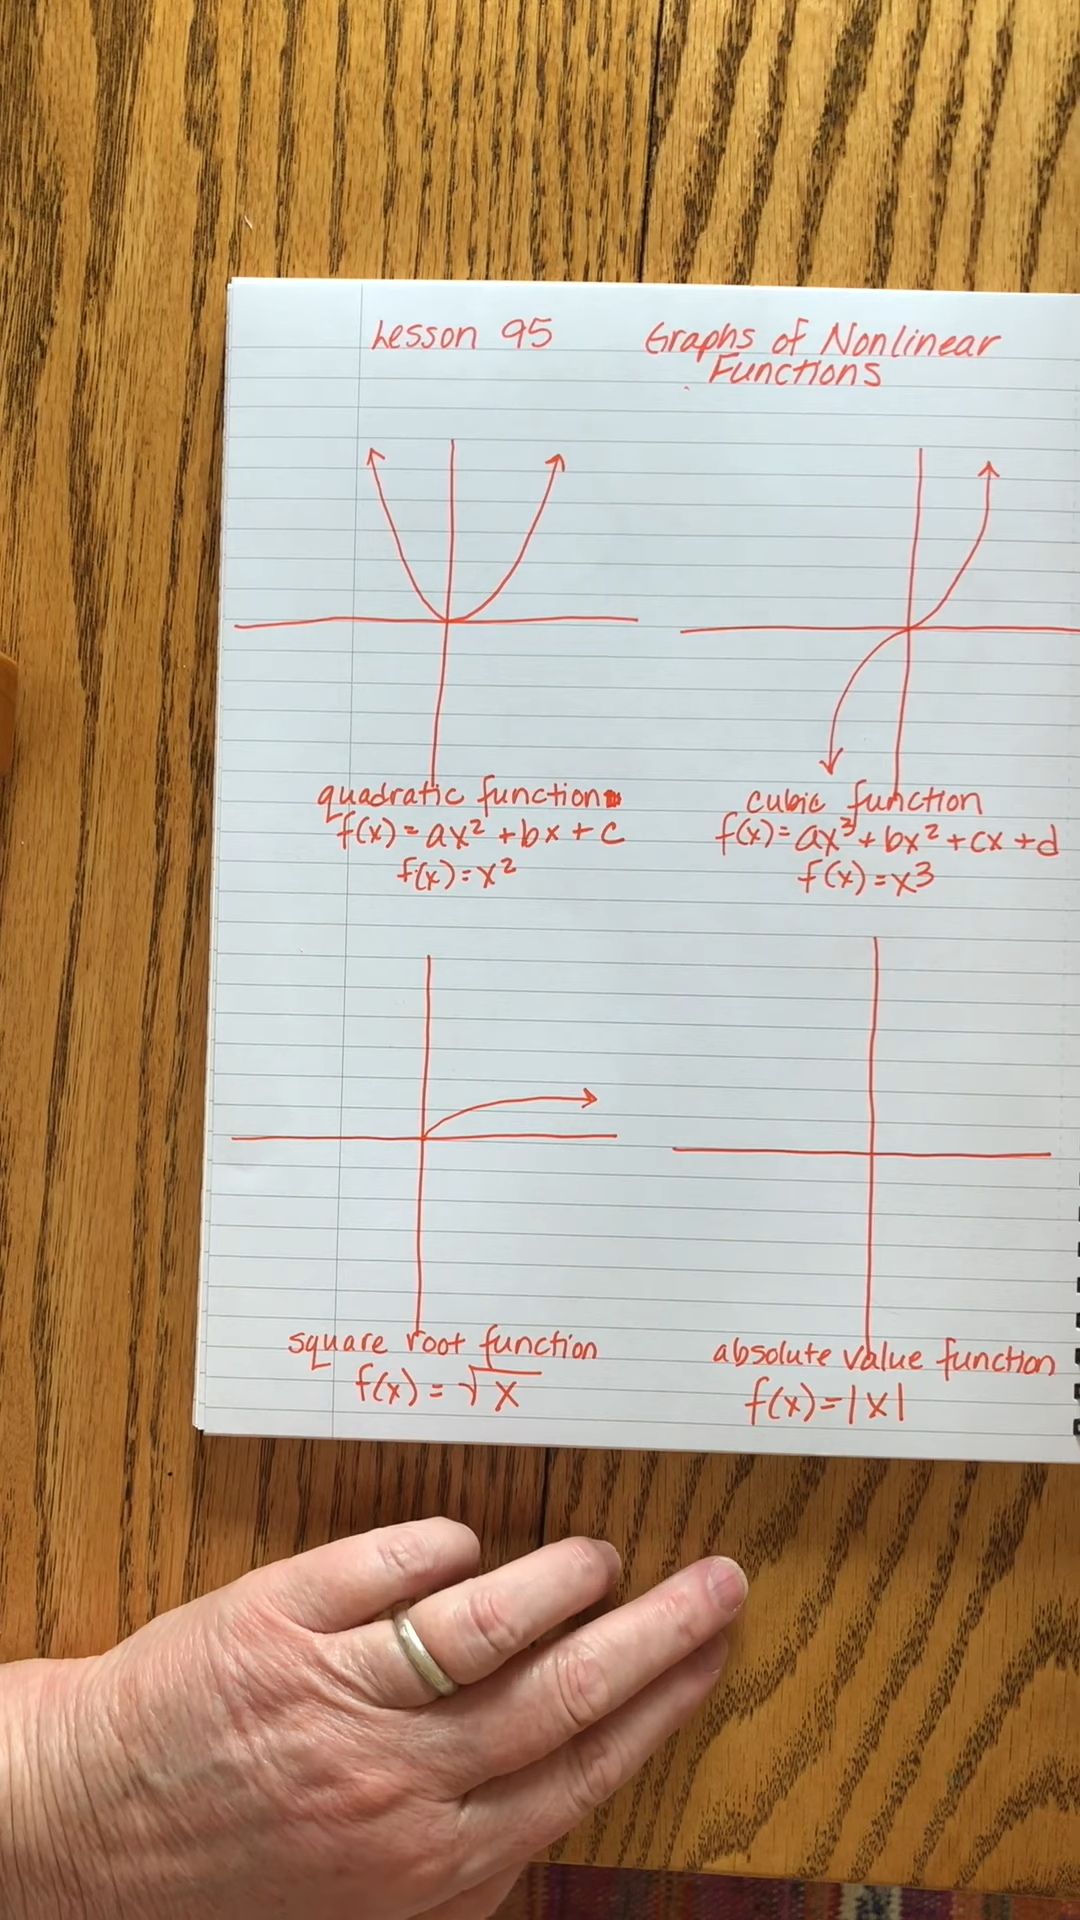 Lesson 95
Graphs of Nonlinear
Functions
quadratic function
f(x) = ax² + bx + c
f(x) = x²
cubic function
f(x) = ax³ + bx² + cx + d
f(x) = x³
square root function
f(x) = √x
absolute value function
f(x) = |x|